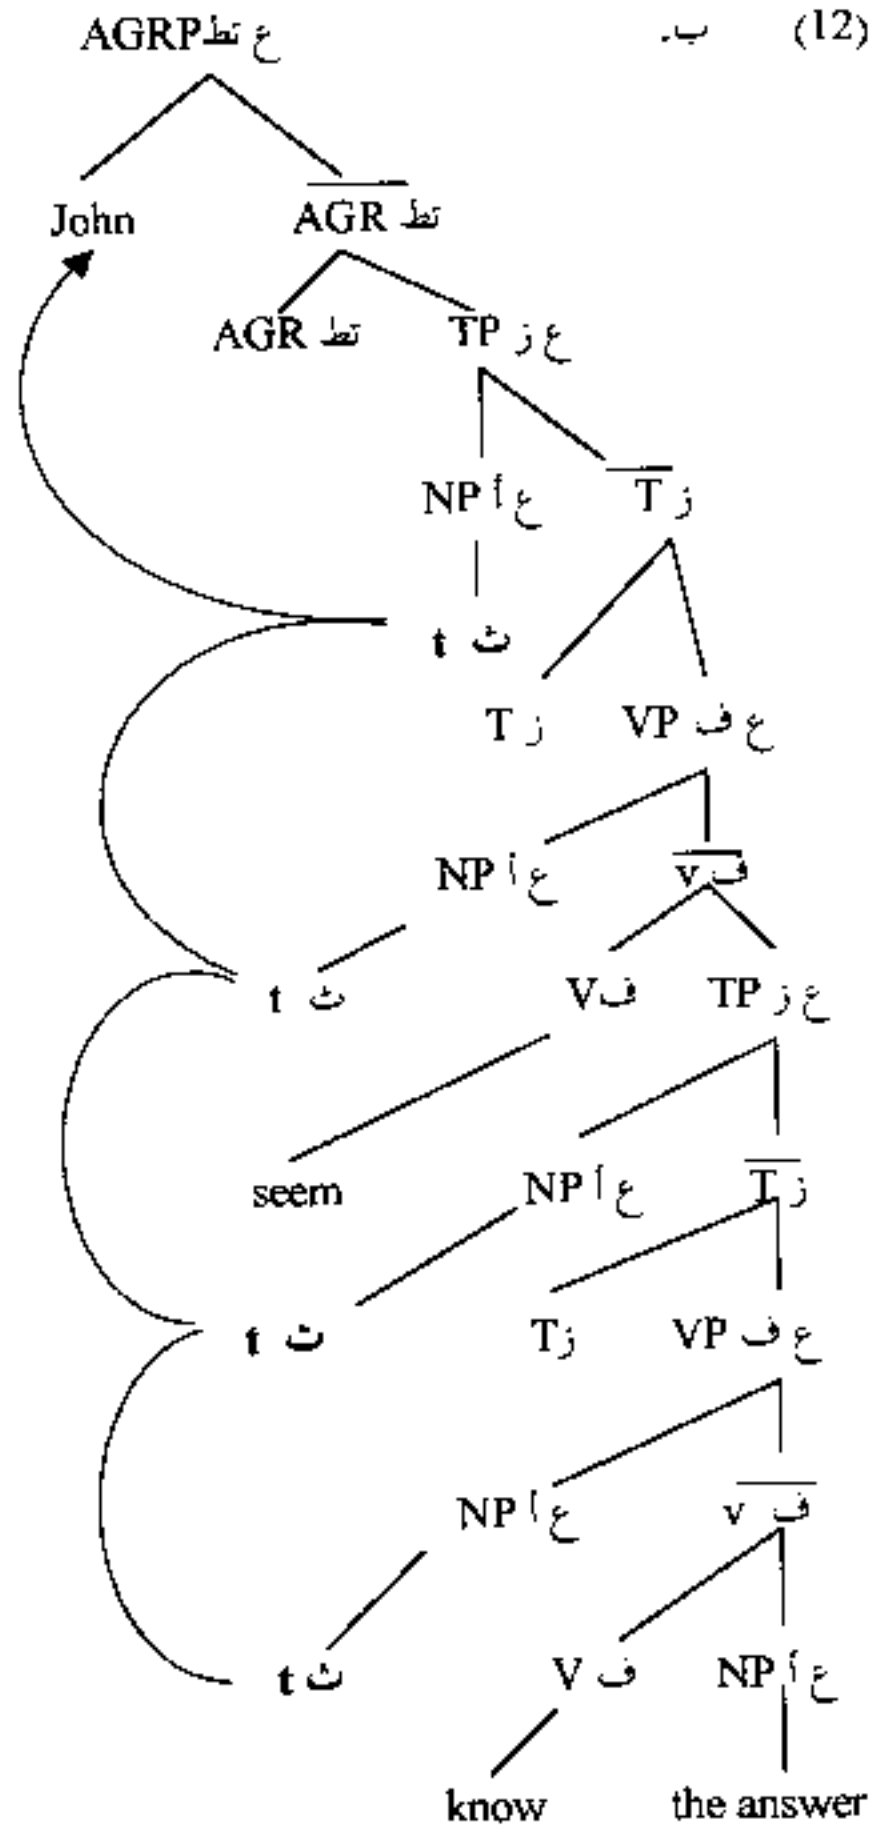 (12) ب.
AGRP ع تط
John AGR تط
AGR تط TP ع ز
NP ع أ T ز
t ث
T ز VP ع ف
NP ع أ v ف
t ث V ف TP ع ز
seem NP ع أ T ز
t ث T ز VP ع ف
NP ع أ v ف
t ث V ف NP ع أ
know the answer